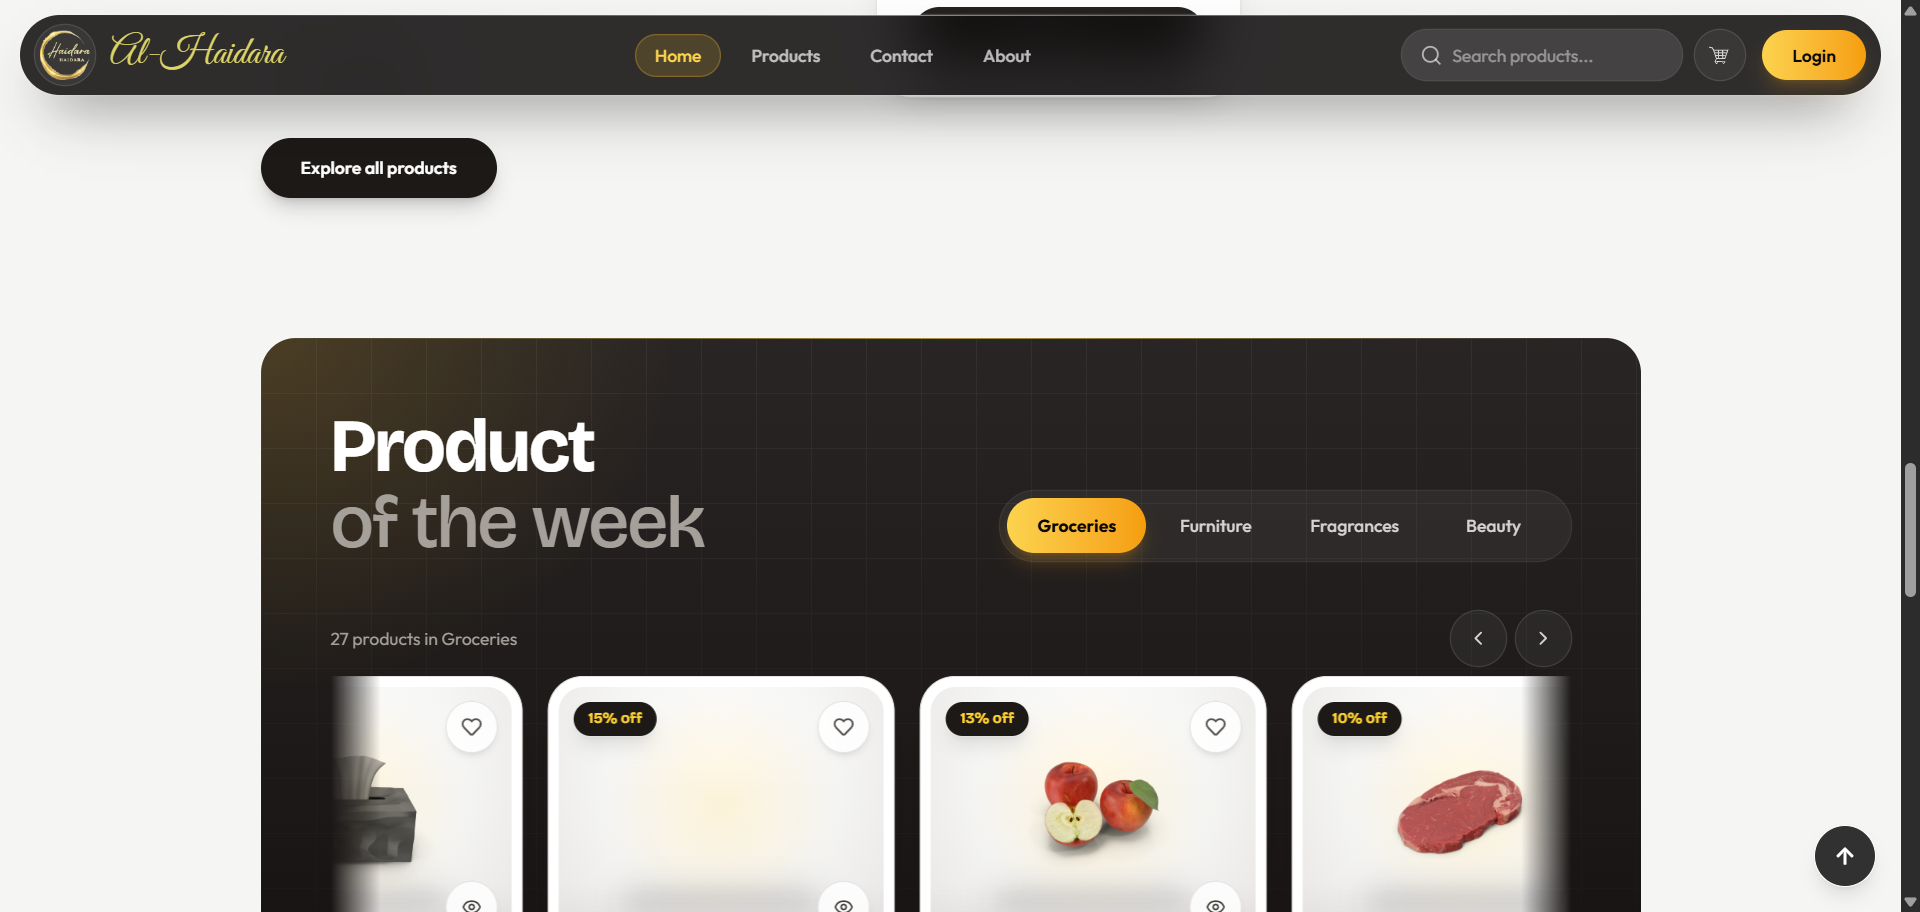 Haidara
HAIDARA
Al-Haidara
Home
Products
Contact
About
Search products...
Login
Explore all products
Product
of the week
Groceries
Furniture
Fragrances
Beauty
27 products in Groceries
15% off
13% off
10% off